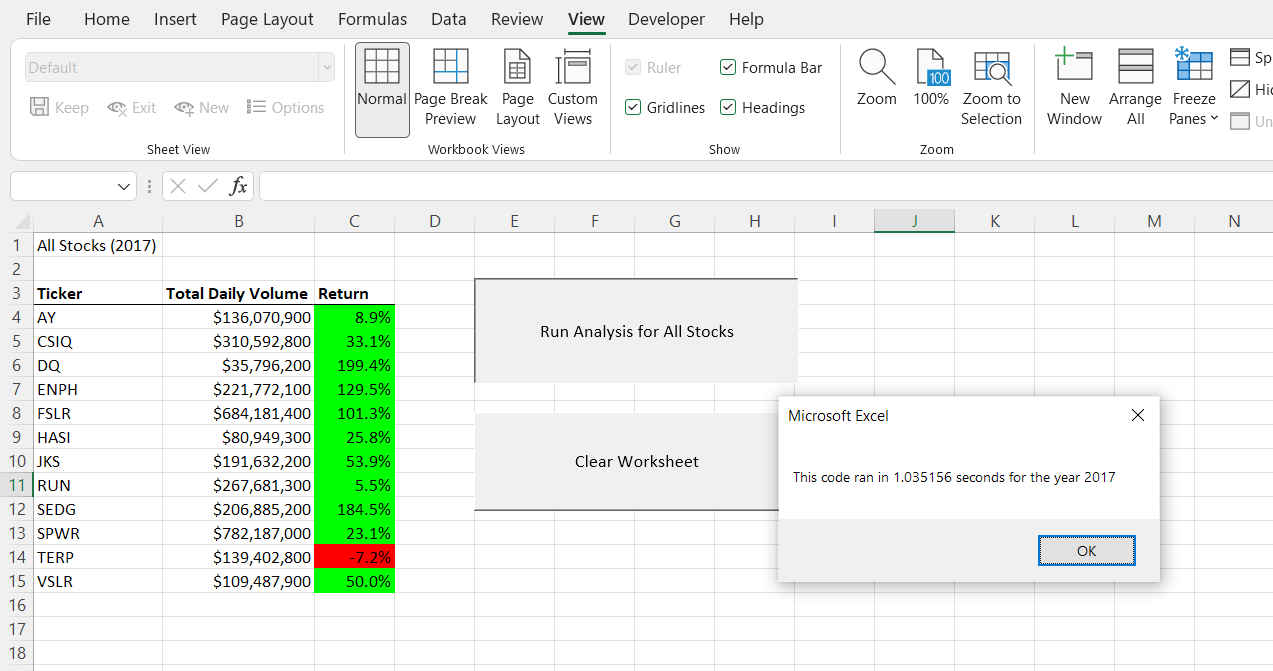 File Home Insert Page Layout Formulas Data Review View Developer Help
Default
Keep Exit New Options
Sheet View
Normal
Page Break Preview
Page Layout
Custom Views
Workbook Views
Ruler Formula Bar
Gridlines Headings
Show
Zoom
100
100%
Zoom to Selection
Zoom
New Window
Arrange All
Freeze Panes
fx
A B C D E F G H I J K L M N
1 All Stocks (2017)
2
3 Ticker Total Daily Volume Return
4 AY $136,070,900 8.9%
5 CSIQ $310,592,800 33.1%
6 DQ $35,796,200 199.4%
7 ENPH $221,772,100 129.5%
8 FSLR $684,181,400 101.3%
9 HASI $80,949,300 25.8%
10 JKS $191,632,200 53.9%
11 RUN $267,681,300 5.5%
12 SEDG $206,885,200 184.5%
13 SPWR $782,187,000 23.1%
14 TERP $139,402,800 -7.2%
15 VSLR $109,487,900 50.0%
16
17
18
Run Analysis for All Stocks
Clear Worksheet
Microsoft Excel
This code ran in 1.035156 seconds for the year 2017
OK